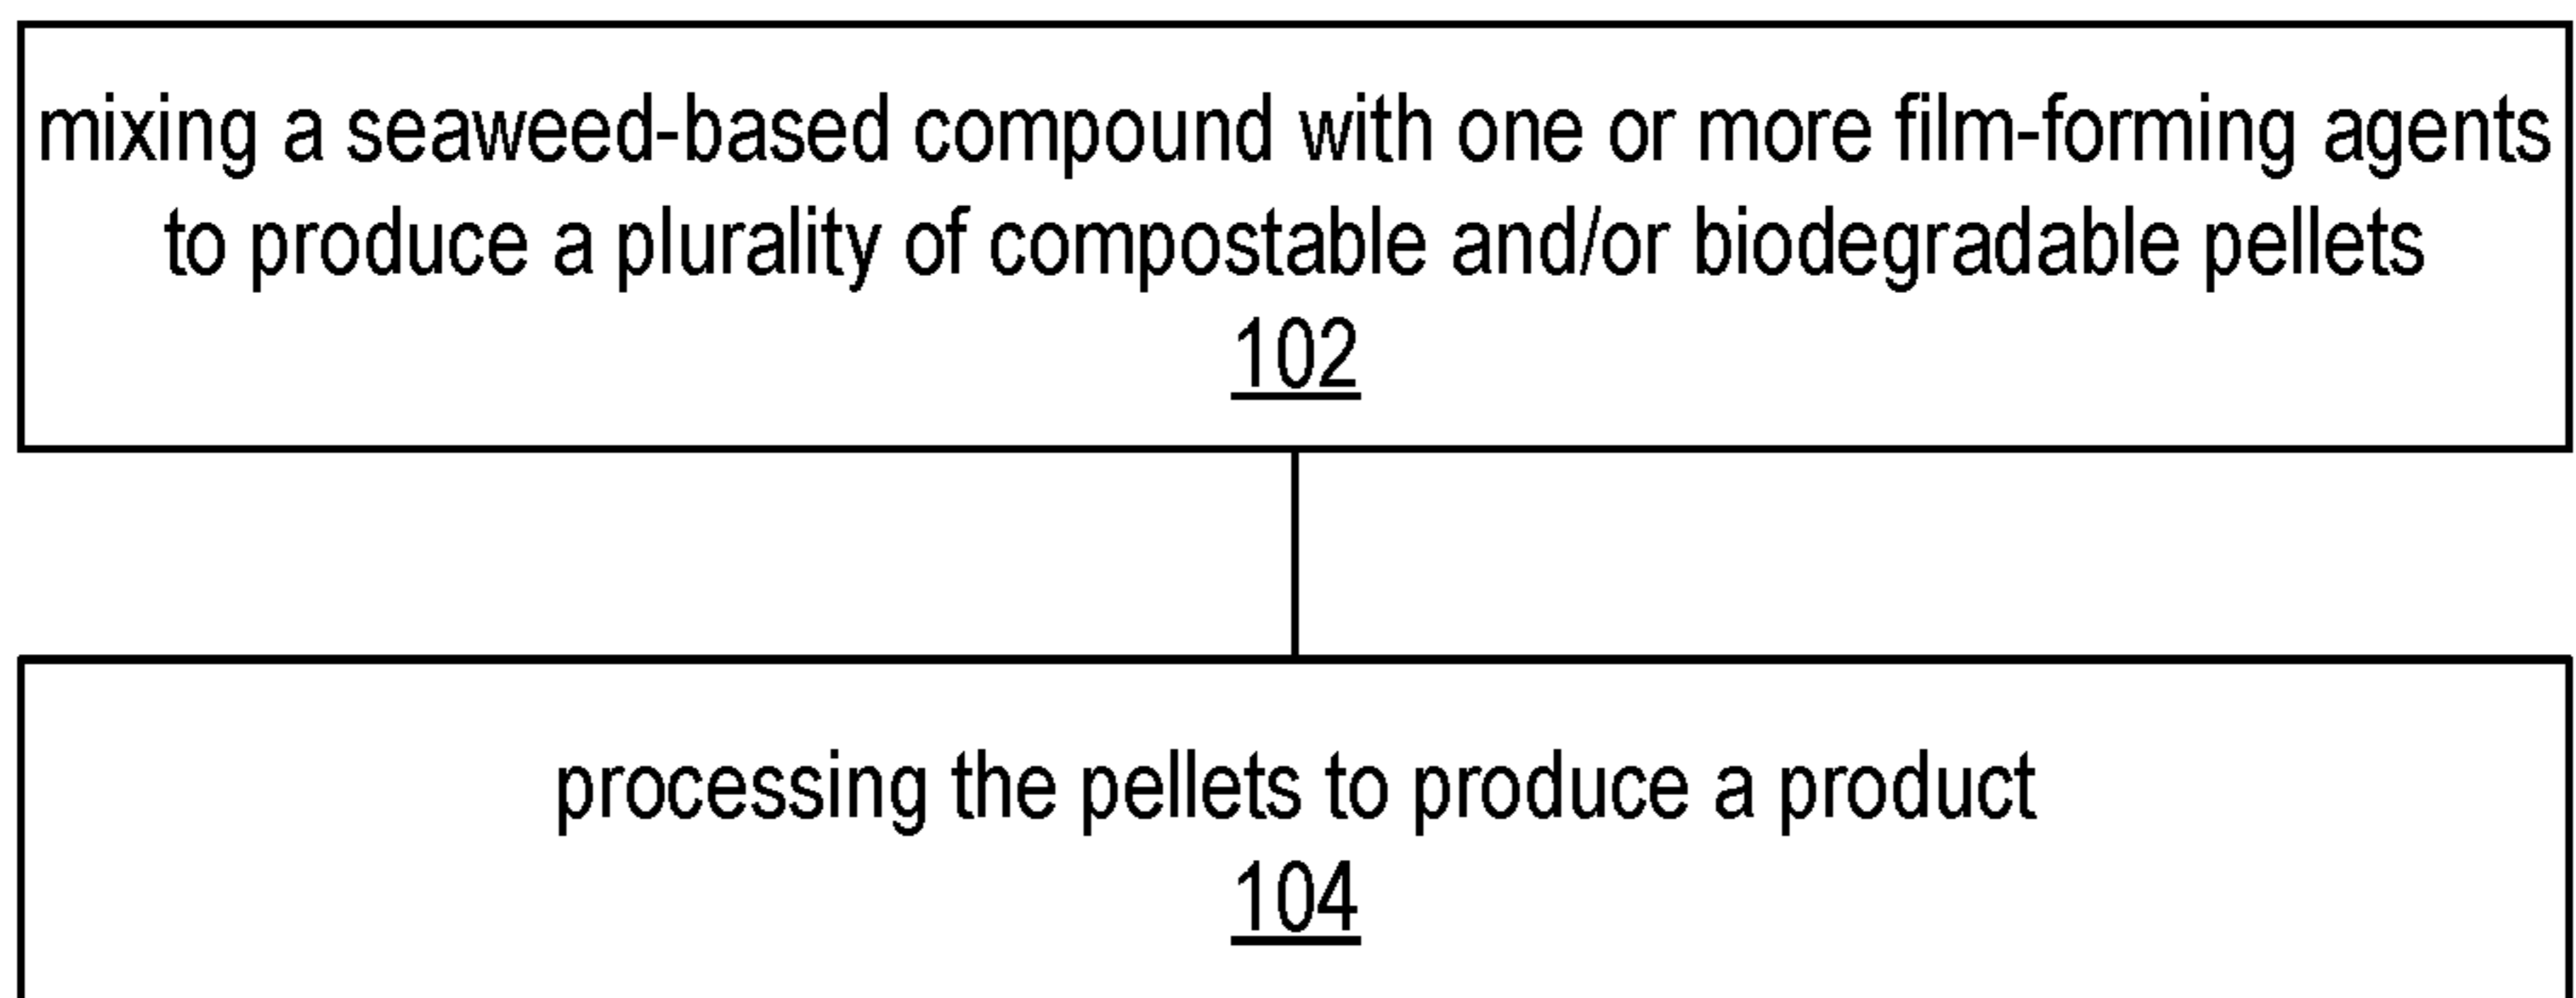 mixing a seaweed-based compound with one or more film-forming agents
to produce a plurality of compostable and/or biodegradable pellets
102
processing the pellets to produce a product
104